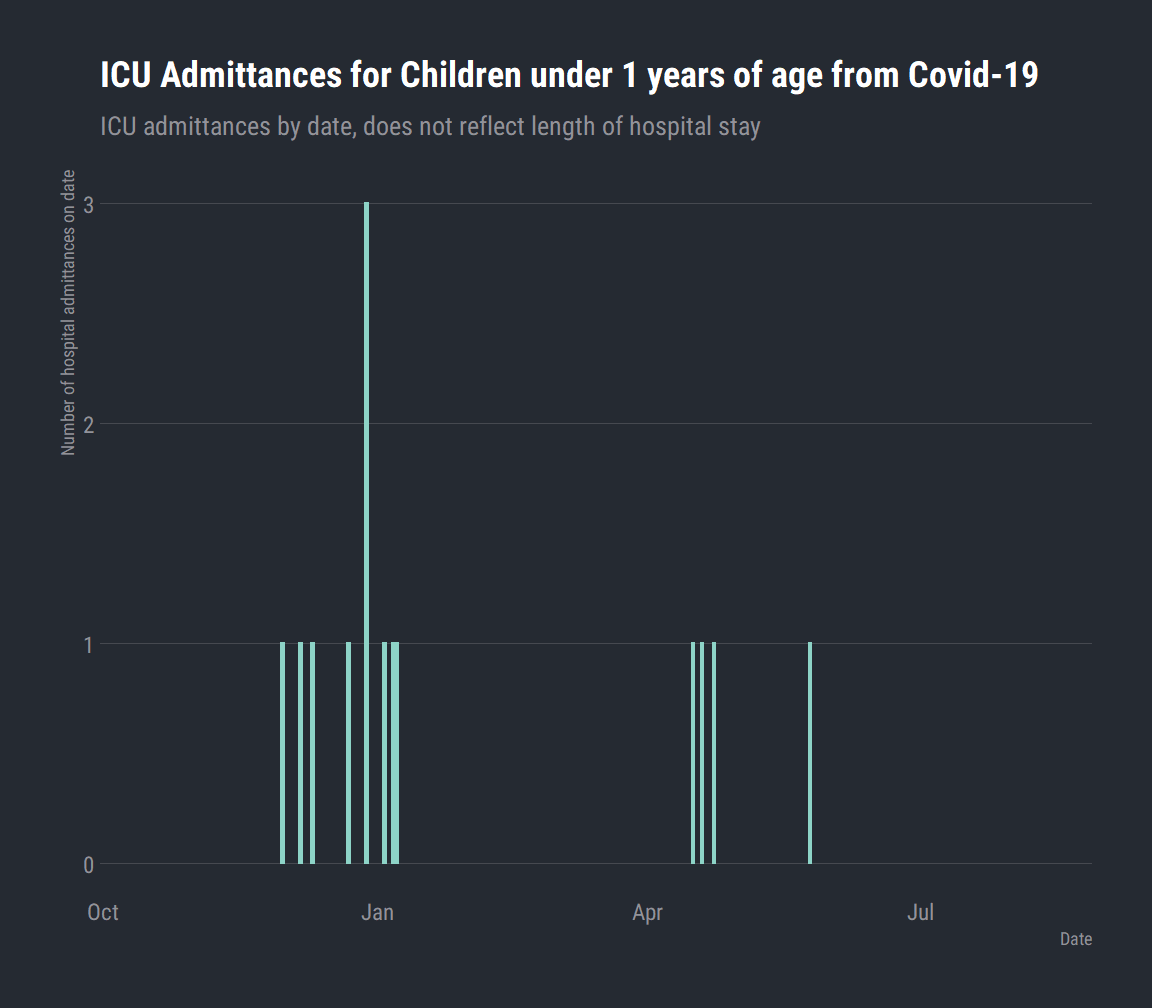 ICU Admittances for Children under 1 years of age from Covid-19
ICU admittances by date, does not reflect length of hospital stay
Number of hospital admittances on date
3
2
1
0
Oct Jan Apr Jul
Date